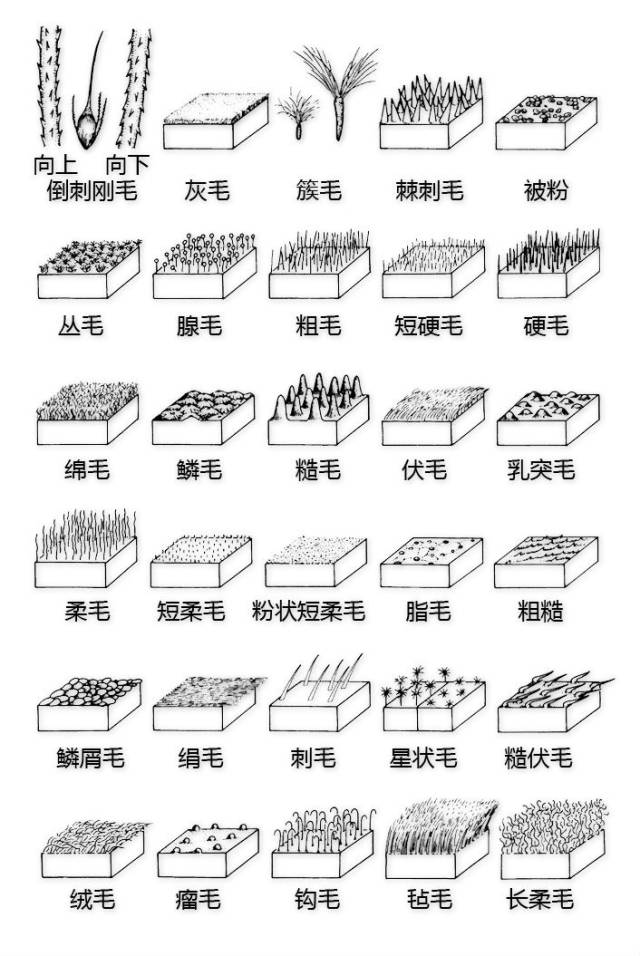 向上 向下
倒刺刚毛 灰毛 簇毛 棘刺毛 被粉
丛毛 腺毛 粗毛 短硬毛 硬毛
绵毛 鳞毛 糙毛 伏毛 乳突毛
柔毛 短柔毛 粉状短柔毛 脂毛 粗糙
鳞屑毛 绢毛 刺毛 星状毛 糙伏毛
绒毛 瘤毛 钩毛 毡毛 长柔毛